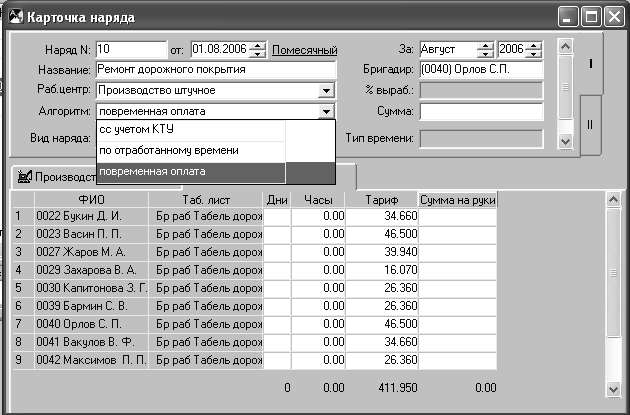 Карточка наряда
Наряд N: 10 от: 01.08.2006 Помесячный За: Август 2006
Название: Ремонт дорожного покрытия Бригадир: (0040) Орлов С.П.
Раб.центр: Производство штучное % выраб.:
Алгоритм: повременная оплата Сумма:
сс учетом КТУ
Вид наряда: по отработанному времени Тип времени:
повременная оплата
I
II
Производст
ФИО Таб. лист Дни Часы Тариф Сумма на руки
1 0022 Букин Д. И. Бр раб Табель дорож 0.00 34.660
2 0023 Васин П. П. Бр раб Табель дорож 0.00 46.500
3 0027 Жаров М. А. Бр раб Табель дорож 0.00 39.940
4 0029 Захарова В. А. Бр раб Табель дорож 0.00 16.070
5 0030 Капитонова З. Г. Бр раб Табель дорож 0.00 26.360
6 0039 Бармин С. В. Бр раб Табель дорож 0.00 26.360
7 0040 Орлов С. П. Бр раб Табель дорож 0.00 46.500
8 0041 Вакулов В. Ф. Бр раб Табель дорож 0.00 34.660
9 0042 Максимов П. П. Бр раб Табель дорож 0.00 26.360
0 0.00 411.950 0.00